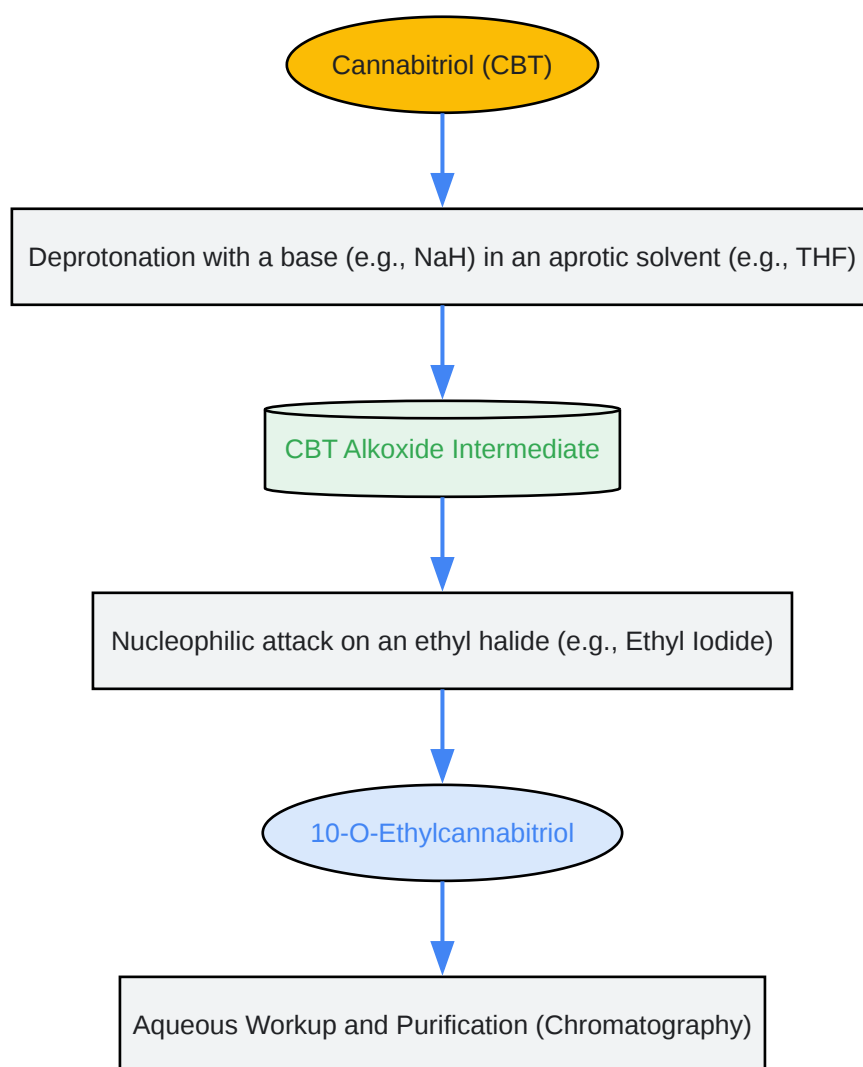 Cannabitriol (CBT)
Deprotonation with a base (e.g., NaH) in an aprotic solvent (e.g., THF)
CBT Alkoxide Intermediate
Nucleophilic attack on an ethyl halide (e.g., Ethyl Iodide)
10-O-Ethylcannabitriol
Aqueous Workup and Purification (Chromatography)